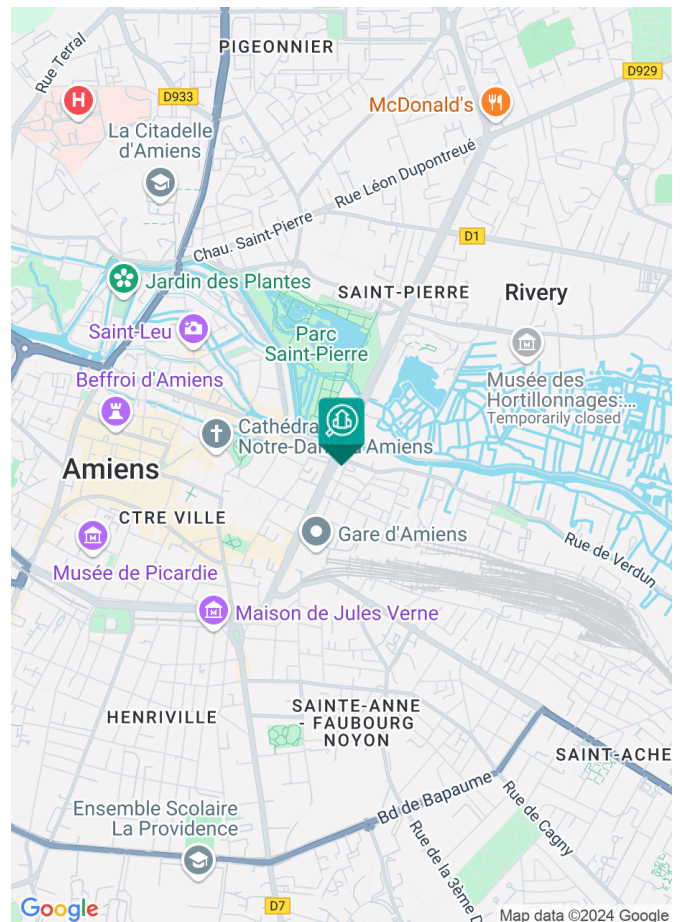 PIGEONNIER
Rue Terral
D929
H
D933
McDonald's
La Citadelle
d'Amiens
Rue Léon Dupontreué
Chau. Saint-Pierre
D1
Jardin des Plantes
SAINT-PIERRE
Rivery
Saint-Leu
Parc
Saint-Pierre
Musée des
Hortillonnages:...
Temporarily closed
Beffroi d'Amiens
Cathédra
Notre-Dam d'Amiens
Amiens
CTRE VILLE
Gare d'Amiens
Rue de Verdun
Musée de Picardie
Maison de Jules Verne
SAINTE-ANNE
- FAUBOURG
NOYON
HENRIVILLE
SAINT-ACHE
Bd de Bapaume
Rue de Cagny
Ensemble Scolaire
La Providence
Rue de la 3ème
D7
Google
Map data ©2024 Google